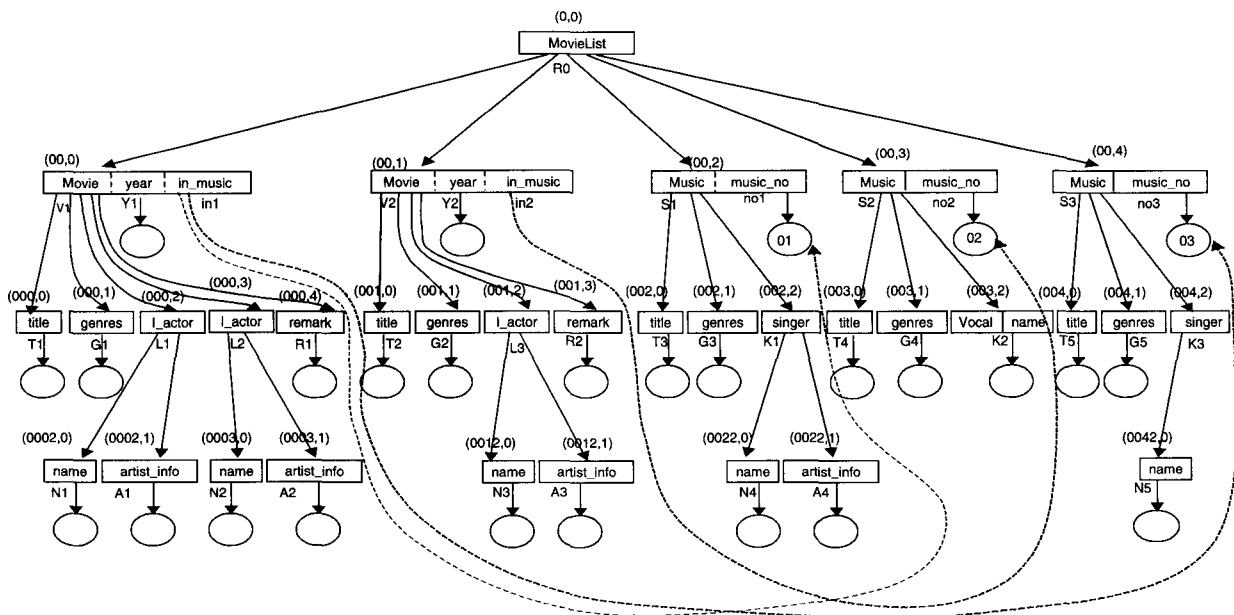 (0,0)
MovieList
R0
(00,0) (00,1) (00,2) (00,3) (00,4)
Movie year in_music Movie year in_music Music music_no Music music_no Music music_no
V1 Y1 in1 V2 Y2 in2 S1 no1 S2 no2 S3 no3
01 02 03
(000,0) (000,1) (000,2) (000,3) (000,4) (001,0) (001,1) (001,2) (001,3) (002,0) (002,1) (002,2) (003,0) (003,1) (003,2) (004,0) (004,1) (004,2)
title genres l_actor l_actor remark title genres l_actor remark title genres singer title genres Vocal name title genres singer
T1 G1 L1 L2 R1 T2 G2 L3 R2 T3 G3 K1 T4 G4 K2 T5 G5 K3
(0002,0) (0002,1) (0003,0) (0003,1) (0012,0) (0012,1) (0022,0) (0022,1) (0042,0)
name artist_info name artist_info name artist_info name artist_info name
N1 A1 N2 A2 N3 A3 N4 A4 N5